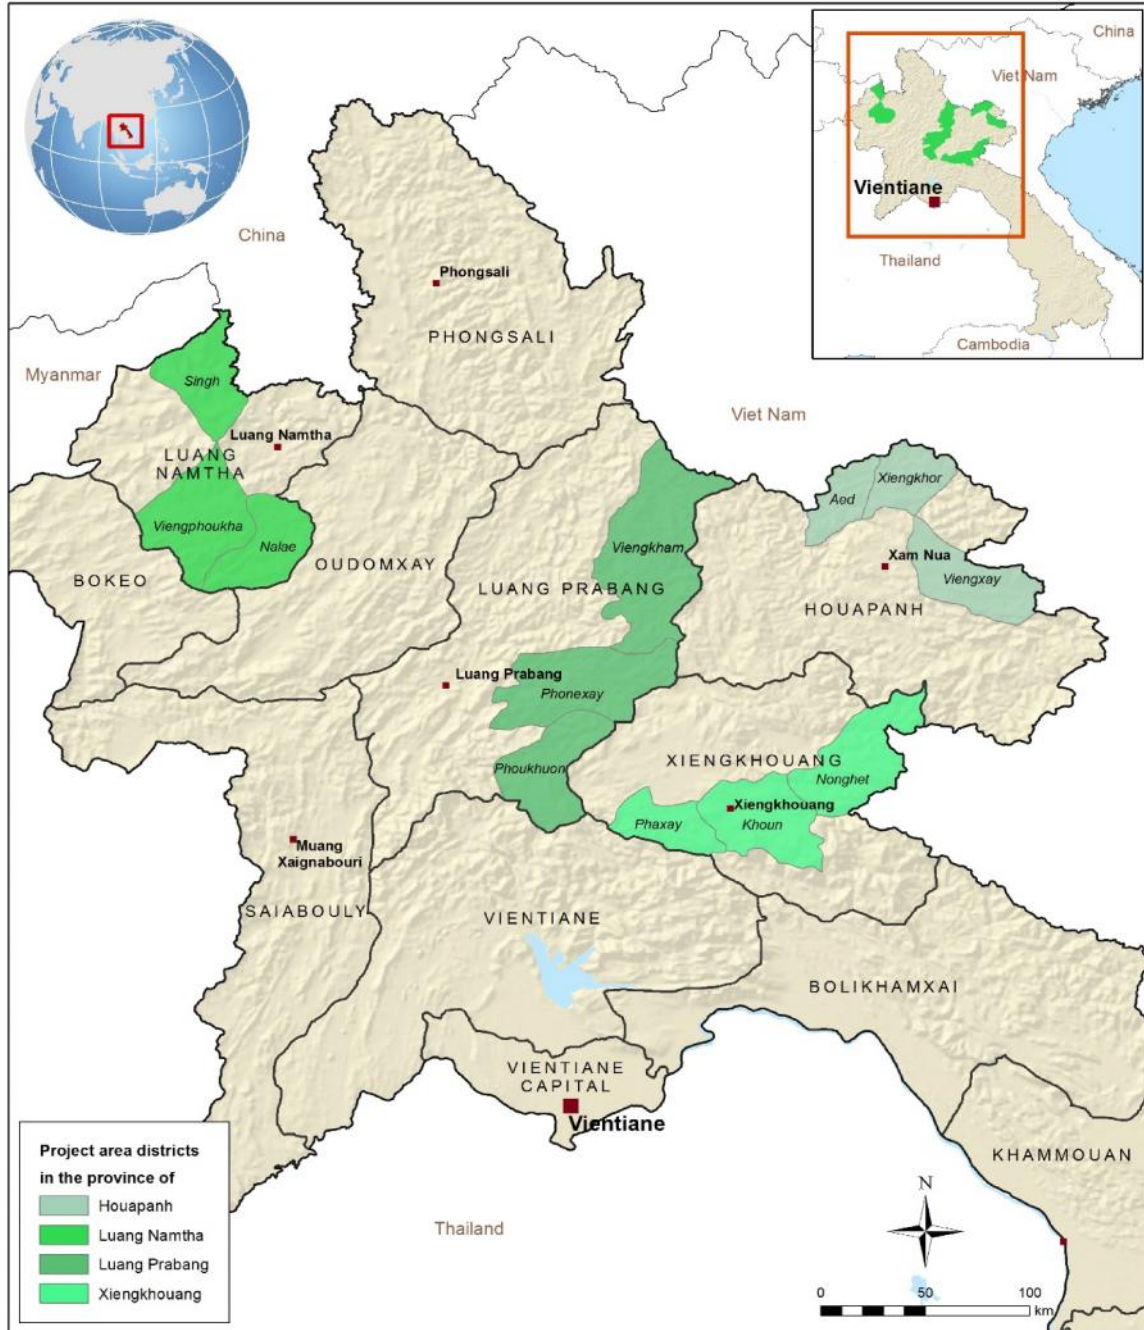 China
Viet Nam
Vientiane
Thailand
Cambodia
China
Phongsali
PHONGSALI
Myanmar
Singh
Viet Nam
Luang Namtha
LUANG
NAMTHA
Xiengkhor
Aed
Viengphoukha
Nalae
Viengkham
Xam Nua
Viengxay
BOKEO
OUDOMXAY
LUANG PRABANG
HOUAPANH
Luang Prabang
Phonexay
Phoukhuon
XIENGKHOUANG
Nonghet
Xiengkhouang
Phaxay
Khoun
Muang
Xaignabouri
SAIABOULY
VIENTIANE
BOLIKHAMXAI
VIENTIANE
CAPITAL
Vientiane
KHAMMOUAN
Thailand
Project area districts
in the province of
Houapanh
Luang Namtha
Luang Prabang
Xiengkhouang
N
0 50 100
km